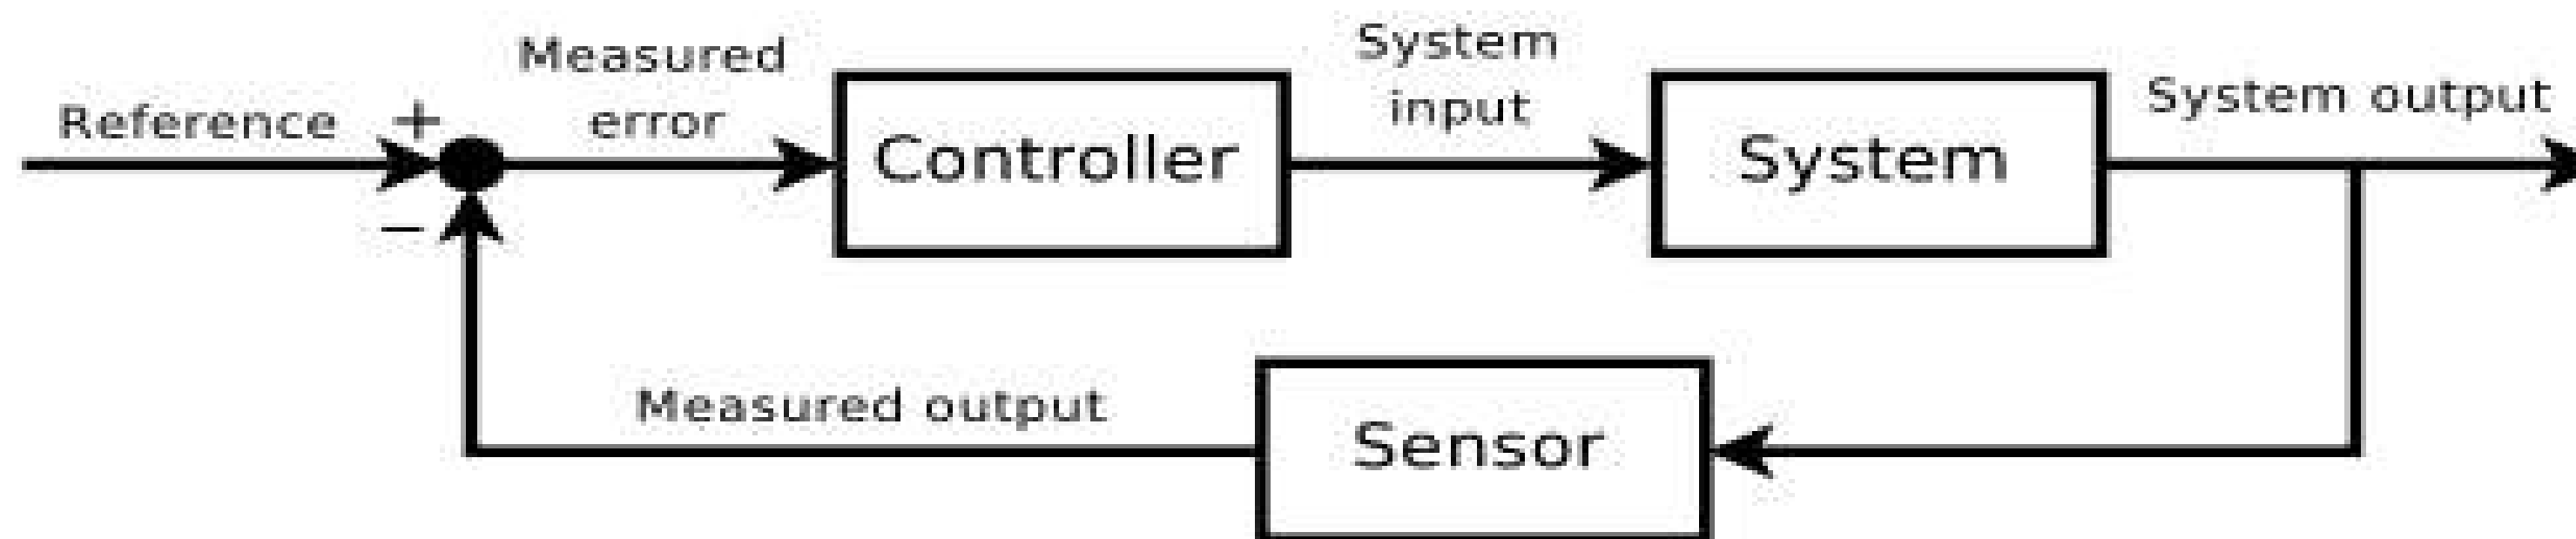 Reference
+
−
Measured
error
Controller
System
input
System
System output
Measured output
Sensor